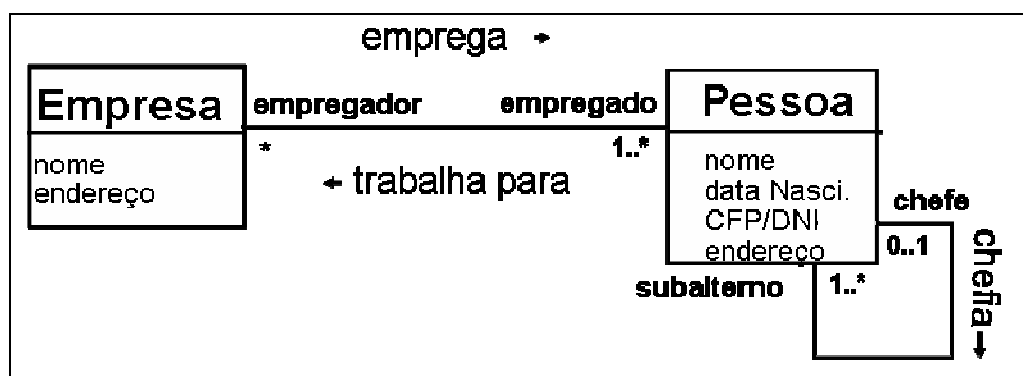 emprega →
Empresa
nome
endereço
empregador
*
empregado
1..*
← trabalha para
Pessoa
nome
data Nasci.
CFP/DNI
endereço
chefe
0..1
subalterno
1..*
chefia →